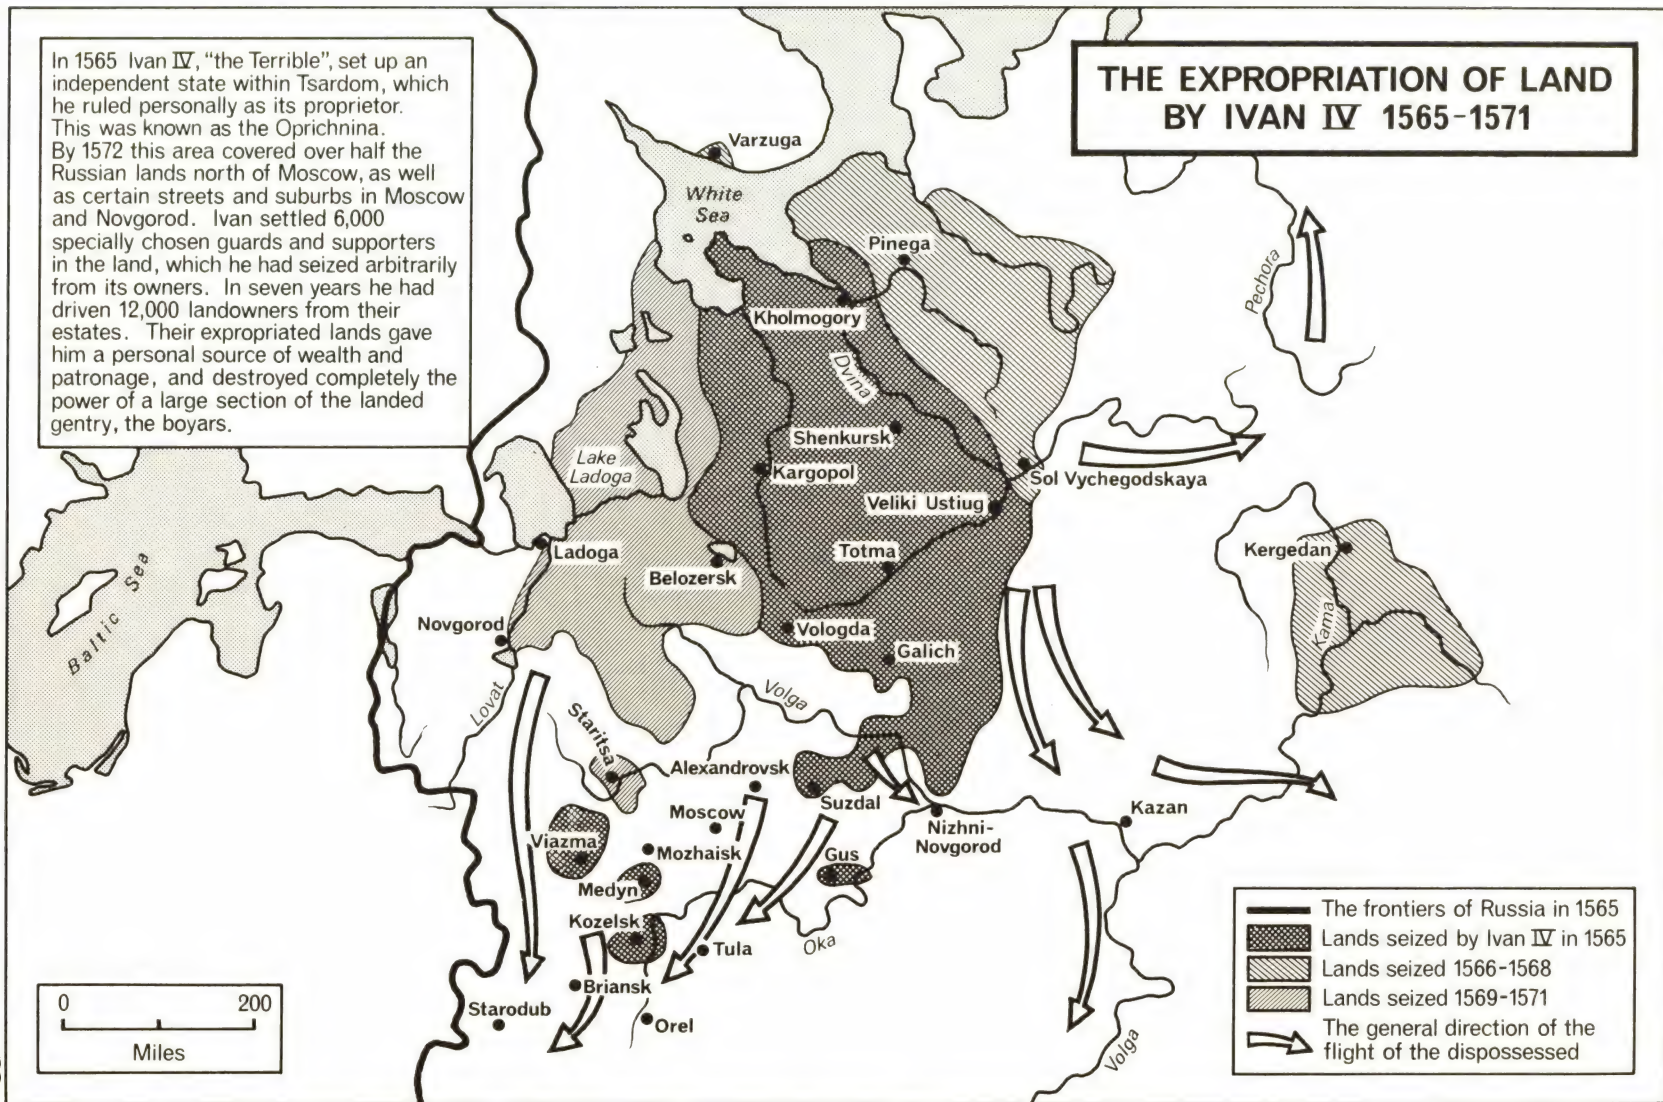 In 1565 Ivan IV, “the Terrible”, set up an
independent state within Tsardom, which
he ruled personally as its proprietor.
This was known as the Oprichnina.
By 1572 this area covered over half the
Russian lands north of Moscow, as well
as certain streets and suburbs in Moscow
and Novgorod. Ivan settled 6,000
specially chosen guards and supporters
in the land, which he had seized arbitrarily
from its owners. In seven years he had
driven 12,000 landowners from their
estates. Their expropriated lands gave
him a personal source of wealth and
patronage, and destroyed completely the
power of a large section of the landed
gentry, the boyars.
THE EXPROPRIATION OF LAND
BY IVAN IV 1565-1571
Varzuga
White
Sea
Pinega
Pechora
Kholmogory
Dvina
Shenkursk
Lake
Ladoga
Kargopol
Sol Vychegodskaya
Veliki Ustiug
Ladoga
Totma
Kergedan
Belozersk
Baltic Sea
Novgorod
Vologda
Kama
Galich
Lovat
Volga
Staritsa
Alexandrovsk
Suzdal
Moscow
Kazan
Nizhni-
Novgorod
Viazma
Mozhaisk
Gus
Medyn
Kozelsk
Oka
Tula
Briansk
Starodub
Orel
Volga
0 200
Miles
The frontiers of Russia in 1565
Lands seized by Ivan IV in 1565
Lands seized 1566-1568
Lands seized 1569-1571
The general direction of the
flight of the dispossessed